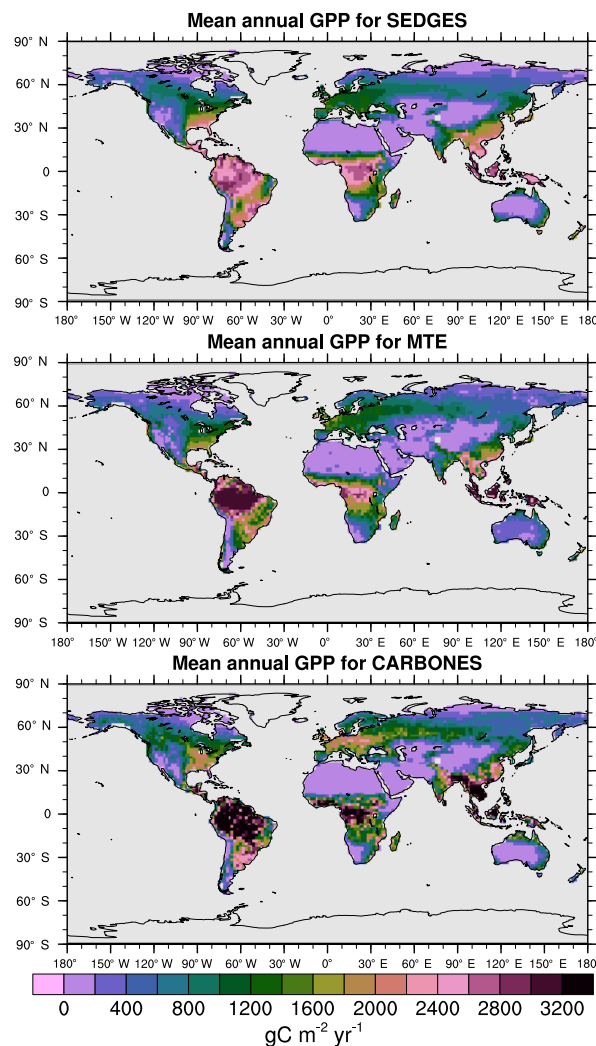 Mean annual GPP for SEDGES
90° N
60° N
30° N
0
30° S
60° S
90° S
180° 150° W 120° W 90° W 60° W 30° W 0° 30° E 60° E 90° E 120° E 150° E 180°
Mean annual GPP for MTE
90° N
60° N
30° N
0
30° S
60° S
90° S
180° 150° W 120° W 90° W 60° W 30° W 0° 30° E 60° E 90° E 120° E 150° E 180°
Mean annual GPP for CARBONES
90° N
60° N
30° N
0
30° S
60° S
90° S
180° 150° W 120° W 90° W 60° W 30° W 0° 30° E 60° E 90° E 120° E 150° E 180°
0 400 800 1200 1600 2000 2400 2800 3200
gC m⁻² yr⁻¹